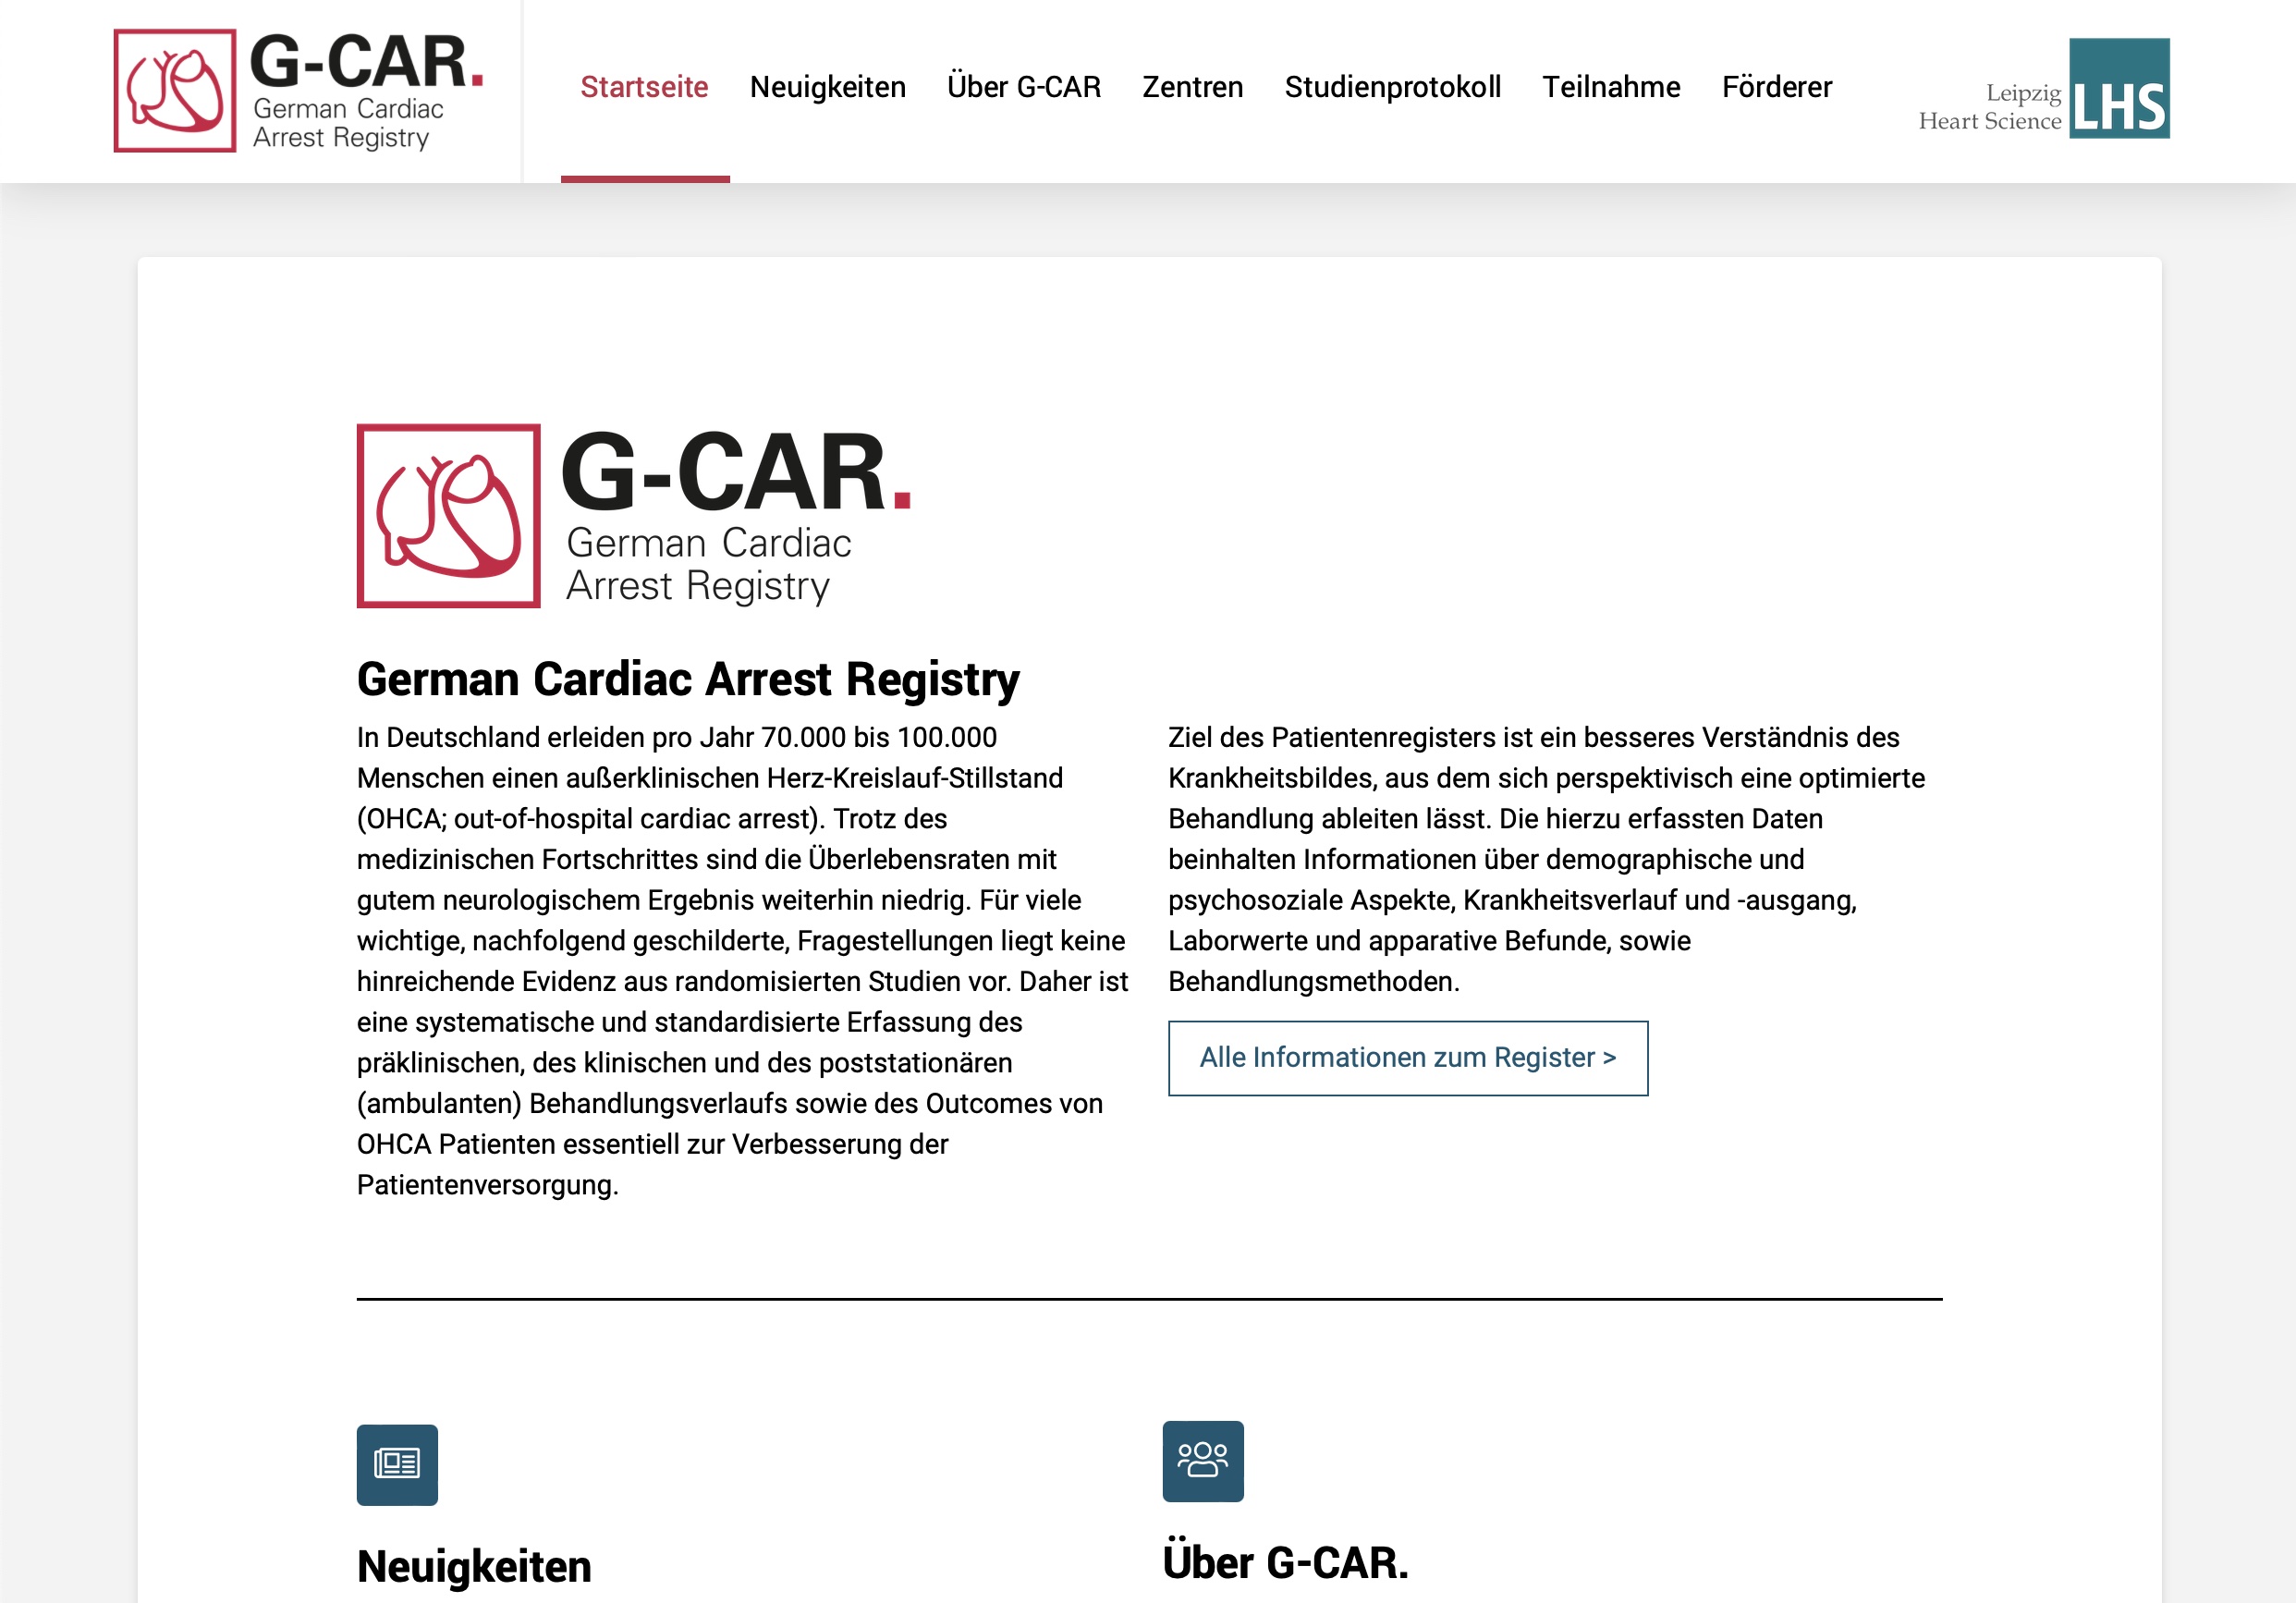 G-CAR.
German Cardiac
Arrest Registry
Startseite Neuigkeiten Über G-CAR Zentren Studienprotokoll Teilnahme Förderer
Leipzig
Heart Science
LHS
G-CAR.
German Cardiac
Arrest Registry
German Cardiac Arrest Registry
In Deutschland erleiden pro Jahr 70.000 bis 100.000
Menschen einen außerklinischen Herz-Kreislauf-Stillstand
(OHCA; out-of-hospital cardiac arrest). Trotz des
medizinischen Fortschrittes sind die Überlebensraten mit
gutem neurologischem Ergebnis weiterhin niedrig. Für viele
wichtige, nachfolgend geschilderte, Fragestellungen liegt keine
hinreichende Evidenz aus randomisierten Studien vor. Daher ist
eine systematische und standardisierte Erfassung des
präklinischen, des klinischen und des poststationären
(ambulanten) Behandlungsverlaufs sowie des Outcomes von
OHCA Patienten essentiell zur Verbesserung der
Patientenversorgung.
Ziel des Patientenregisters ist ein besseres Verständnis des
Krankheitsbildes, aus dem sich perspektivisch eine optimierte
Behandlung ableiten lässt. Die hierzu erfassten Daten
beinhalten Informationen über demographische und
psychosoziale Aspekte, Krankheitsverlauf und -ausgang,
Laborwerte und apparative Befunde, sowie
Behandlungsmethoden.
Alle Informationen zum Register >
Neuigkeiten
Über G-CAR.